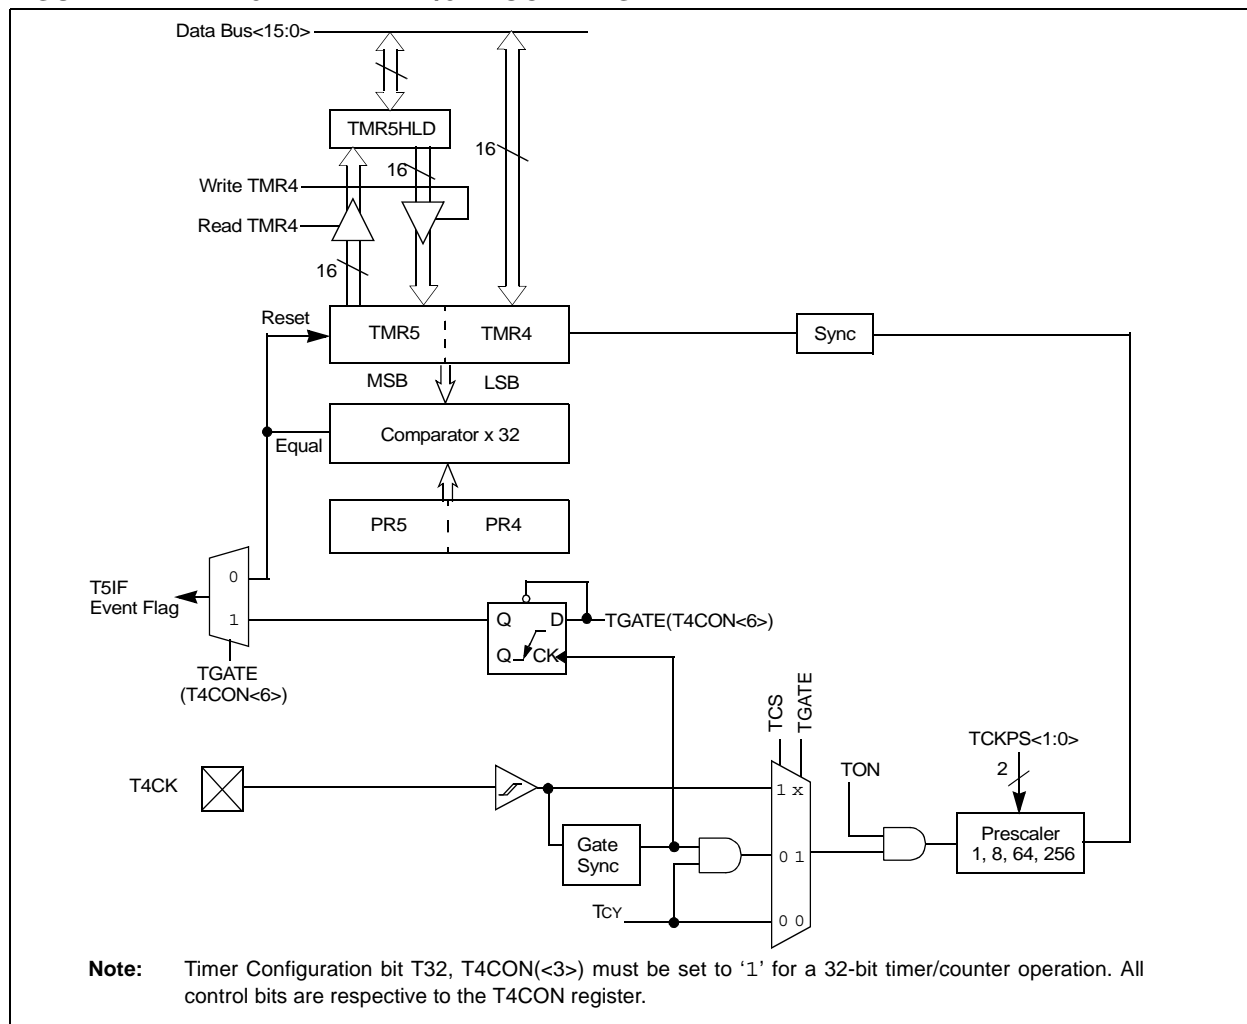 Data Bus<15:0>
TMR5HLD
16
16
Write TMR4
Read TMR4
16
Reset
TMR5
TMR4
Sync
MSB
LSB
Comparator x 32
Equal
PR5
PR4
0
T5IF
Event Flag
1
Q
D
TGATE(T4CON<6>)
Q
CK
TGATE
(T4CON<6>)
TCS
TGATE
TCKPS<1:0>
2
T4CK
TON
1 x
Prescaler
1, 8, 64, 256
Gate
Sync
0 1
TCY
0 0
Note: Timer Configuration bit T32, T4CON(<3>) must be set to ‘1’ for a 32-bit timer/counter operation. All
control bits are respective to the T4CON register.